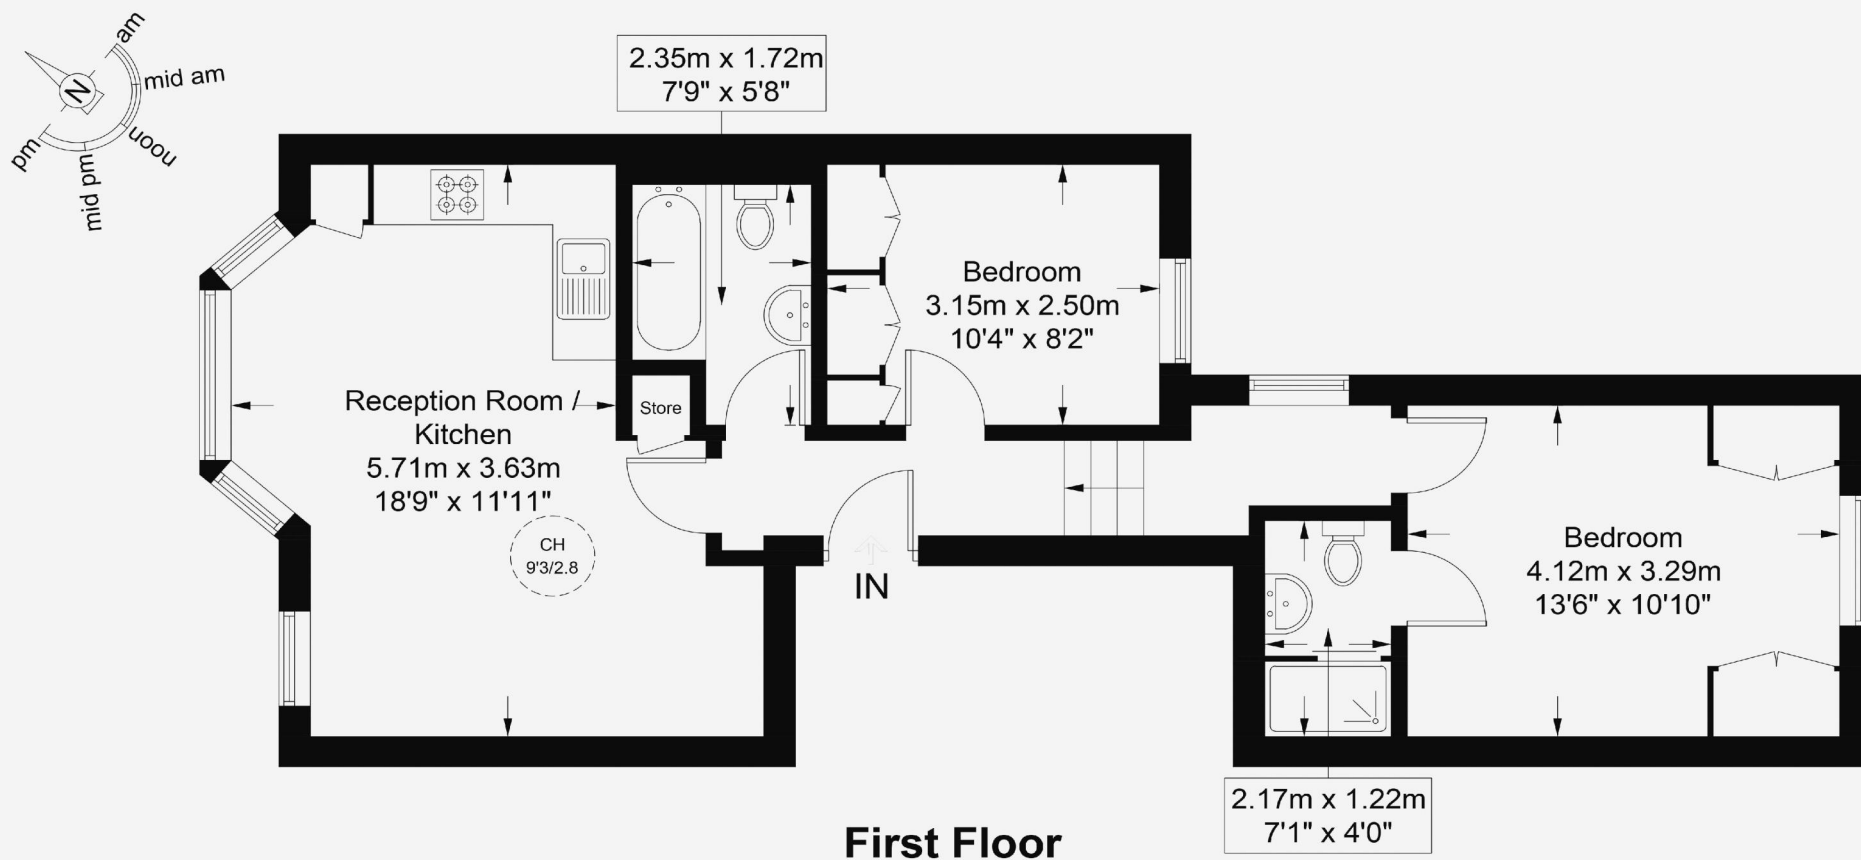 am
mid am
noon
mid pm
pm
N
2.35m x 1.72m
7'9" x 5'8"
Bedroom
3.15m x 2.50m
10'4" x 8'2"
Reception Room /
Kitchen
5.71m x 3.63m
18'9" x 11'11"
Store
CH
9'3/2.8
IN
Bedroom
4.12m x 3.29m
13'6" x 10'10"
2.17m x 1.22m
7'1" x 4'0"
First Floor